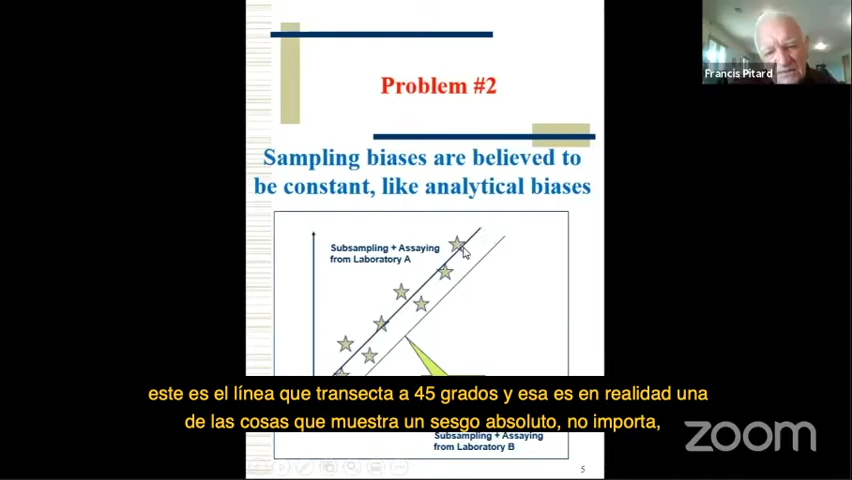 Francis Pitard
Problem #2
Sampling biases are believed to
be constant, like analytical biases
Subsampling + Assaying
from Laboratory A
este es el línea que transecta a 45 grados y esa es en realidad una
de las cosas que muestra un sesgo absoluto, no importa,
Subsampling + Assaying
from Laboratory B
zoom
5